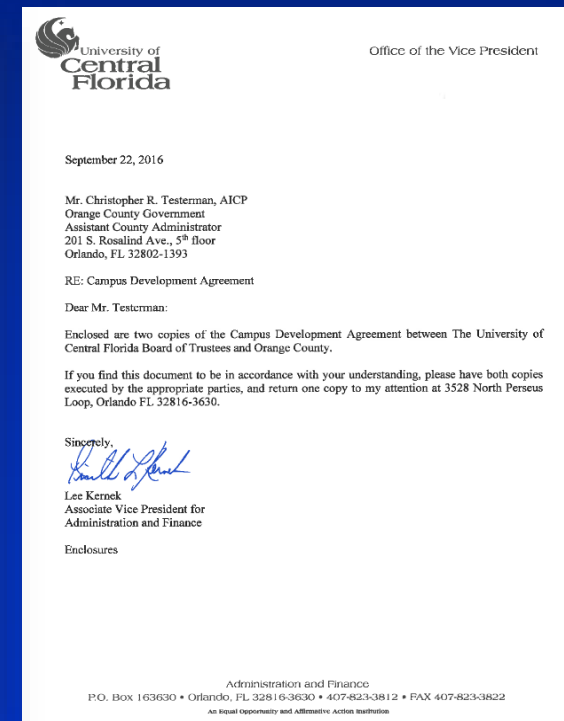 University of
Central
Florida
Office of the Vice President
September 22, 2016
Mr. Christopher R. Testerman, AICP
Orange County Government
Assistant County Administrator
201 S. Rosalind Ave., 5th floor
Orlando, FL 32802-1393
RE: Campus Development Agreement
Dear Mr. Testerman:
Enclosed are two copies of the Campus Development Agreement between The University of
Central Florida Board of Trustees and Orange County.
If you find this document to be in accordance with your understanding, please have both copies
executed by the appropriate parties, and return one copy to my attention at 3528 North Perseus
Loop, Orlando FL 32816-3630.
Sincerely,
Lee Kernek
Associate Vice President for
Administration and Finance
Enclosures
Administration and Finance
P.O. Box 163630 • Orlando, FL 32816-3630 • 407-823-3812 • FAX 407-823-3822
An Equal Opportunity and Affirmative Action Institution